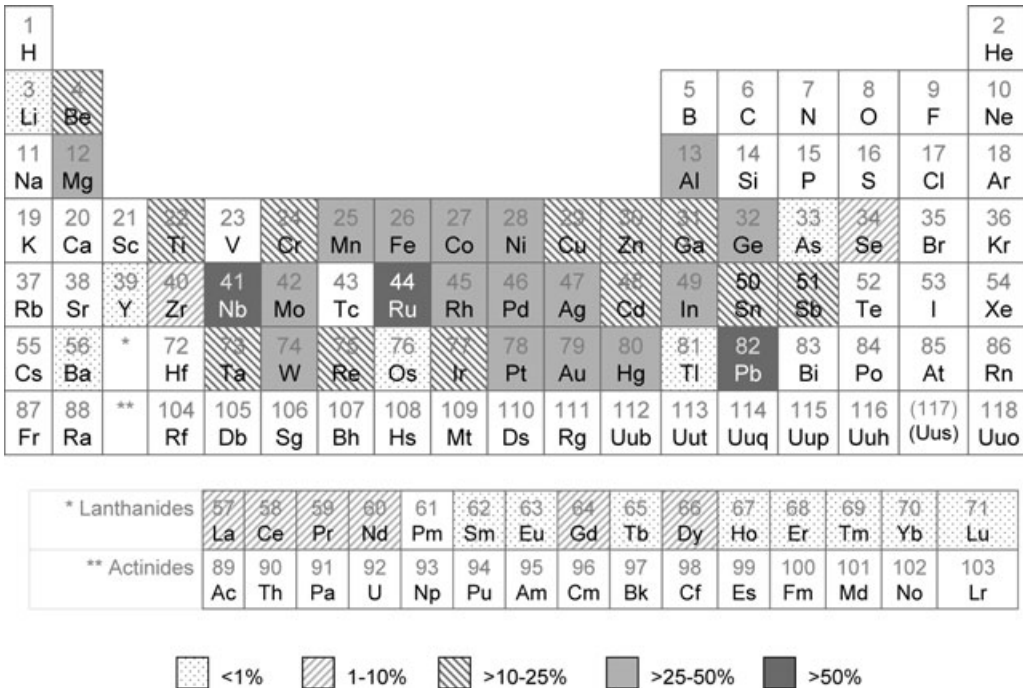 1 2
H He
3 4 5 6 7 8 9 10
Li Be B C N O F Ne
11 12 13 14 15 16 17 18
Na Mg Al Si P S Cl Ar
19 20 21 22 23 24 25 26 27 28 29 30 31 32 33 34 35 36
K Ca Sc Ti V Cr Mn Fe Co Ni Cu Zn Ga Ge As Se Br Kr
37 38 39 40 41 42 43 44 45 46 47 48 49 50 51 52 53 54
Rb Sr Y Zr Nb Mo Tc Ru Rh Pd Ag Cd In Sn Sb Te I Xe
55 56 * 72 73 74 75 76 77 78 79 80 81 82 83 84 85 86
Cs Ba Hf Ta W Re Os Ir Pt Au Hg Tl Pb Bi Po At Rn
87 88 ** 104 105 106 107 108 109 110 111 112 113 114 115 116 (117) 118
Fr Ra Rf Db Sg Bh Hs Mt Ds Rg Uub Uut Uuq Uup Uuh (Uus) Uuo
* Lanthanides 57 58 59 60 61 62 63 64 65 66 67 68 69 70 71
La Ce Pr Nd Pm Sm Eu Gd Tb Dy Ho Er Tm Yb Lu
** Actinides 89 90 91 92 93 94 95 96 97 98 99 100 101 102 103
Ac Th Pa U Np Pu Am Cm Bk Cf Es Fm Md No Lr
<1% 1-10% >10-25% >25-50% >50%